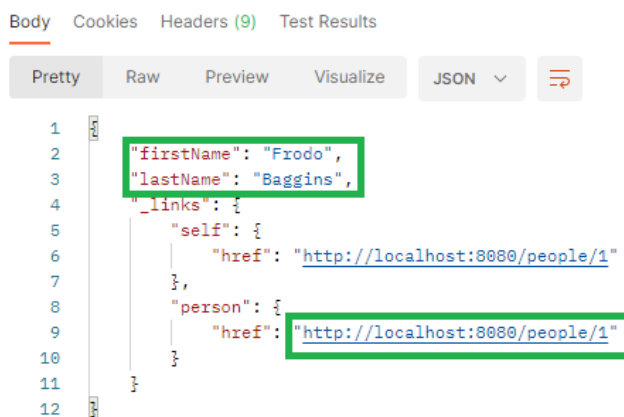 Body Cookies Headers (9) Test Results
Pretty Raw Preview Visualize JSON
1 {
2 "firstName": "Frodo",
3 "lastName": "Baggins",
4 "_links": {
5 "self": {
6 "href": "http://localhost:8080/people/1"
7 },
8 "person": {
9 "href": "http://localhost:8080/people/1"
10 }
11 }
12 }